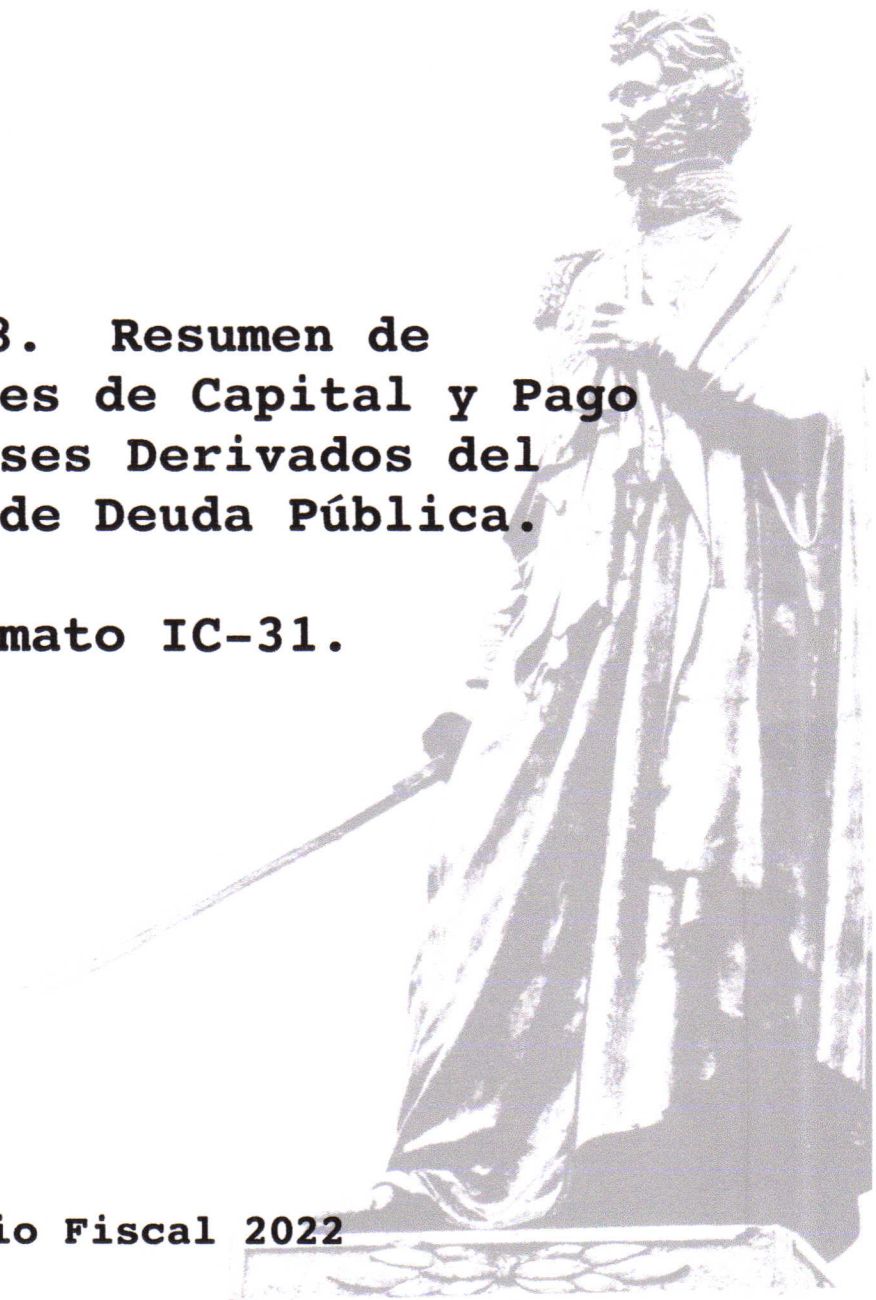 3. Resumen de
es de Capital y Pago
ses Derivados del
de Deuda Pública.
mato IC-31.
io Fiscal 2022